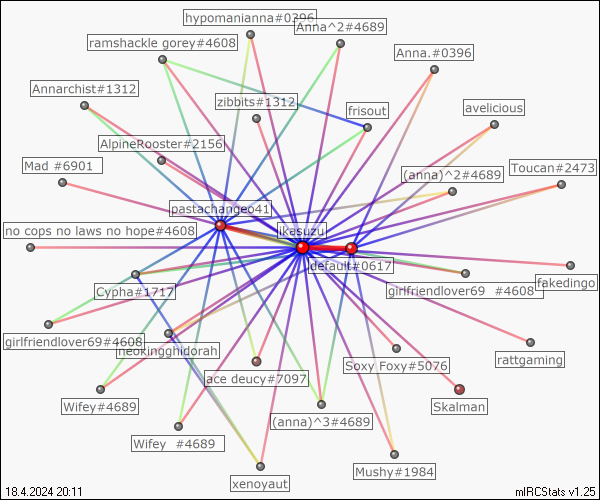 hypomanianna#0396
Anna^2#4689
ramshackle gorey#4608
Anna.#0396
Annarchist#1312
zibbits#1312
frisout
avelicious
AlpineRooster#2156
Mad #6901
(anna)^2#4689
Toucan#2473
pastachangeo41
no cops no laws no hope#4608
ikasuzu
default#0617
fakedingo
Cypha#1717
girlfriendlover69  #4608
girlfriendlover69#4608
neokingghidorah
rattgaming
Soxy Foxy#5076
ace deucy#7097
Wifey#4689
Skalman
(anna)^3#4689
Wifey  #4689
Mushy#1984
xenoyaut
18.4.2024 20:11
mIRCStats v1.25